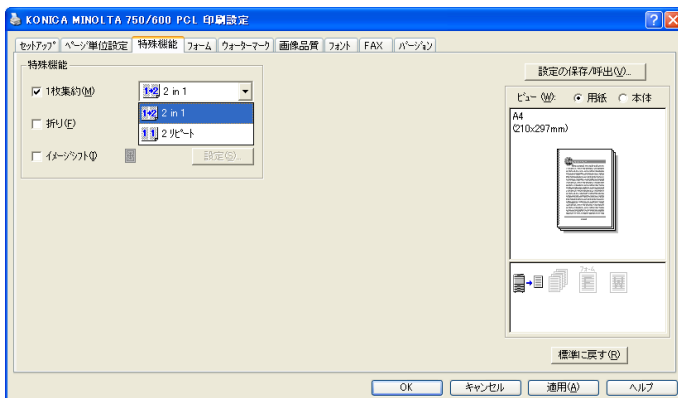 KONICA MINOLTA 750/600 PCL 印刷設定
セットアップ ページ単位設定 特殊機能 フォーム ウォーターマーク 画像品質 フォント FAX バージョン
特殊機能
設定の保存/呼出(V)...
1枚集約(M) 2 in 1
ビュー(W): 用紙 本体
2 in 1
A4
(210x297mm)
折り(F)
2 リピート
イメージシフト(I) 設定(S)...
標準に戻す(R)
OK キャンセル 適用(A) ヘルプ